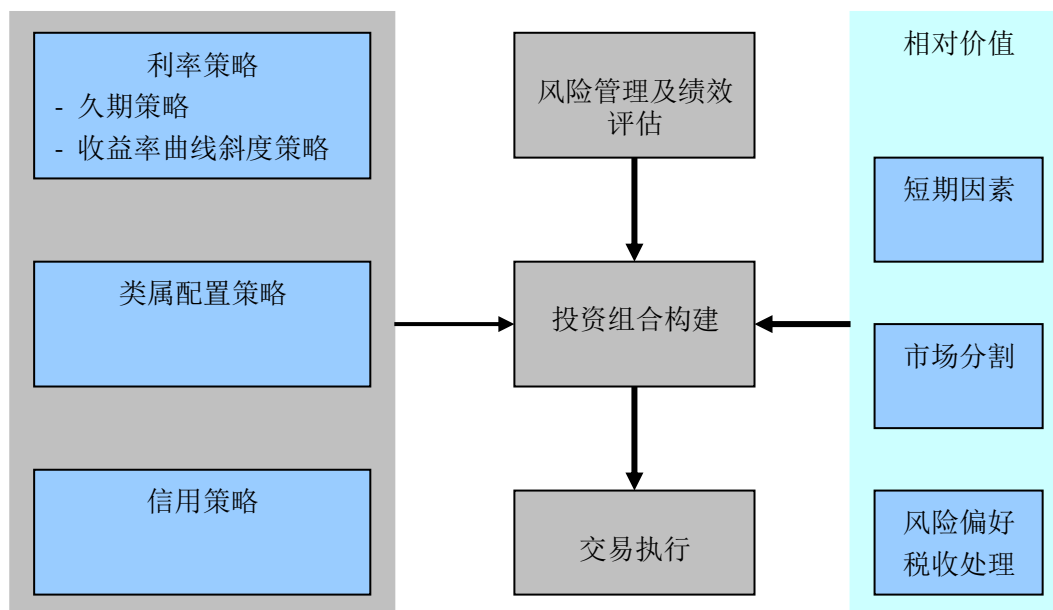 利率策略
- 久期策略
- 收益率曲线斜度策略
类属配置策略
信用策略
风险管理及绩效
评估
投资组合构建
交易执行
相对价值
短期因素
市场分割
风险偏好
税收处理